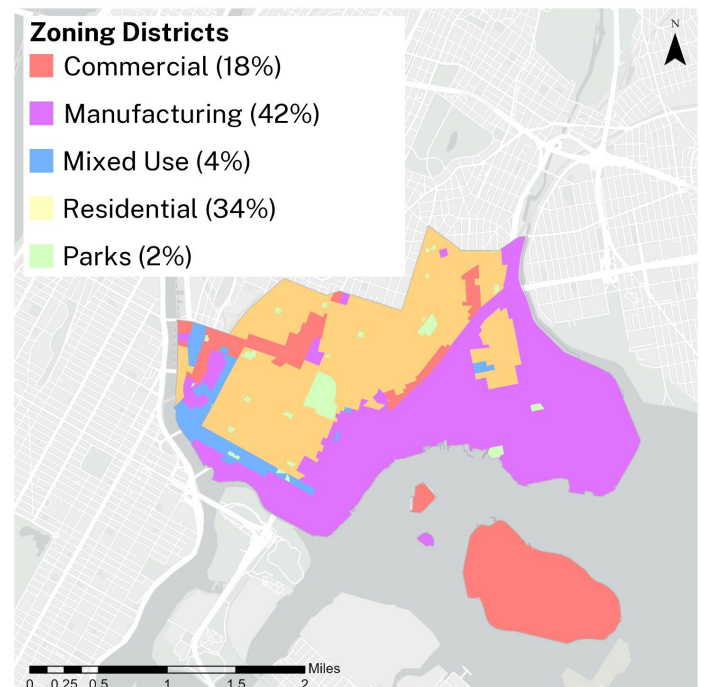 Zoning Districts
N
Commercial (18%)
Manufacturing (42%)
Mixed Use (4%)
Residential (34%)
Parks (2%)
Miles
0 0.25 0.5 1 1.5 2